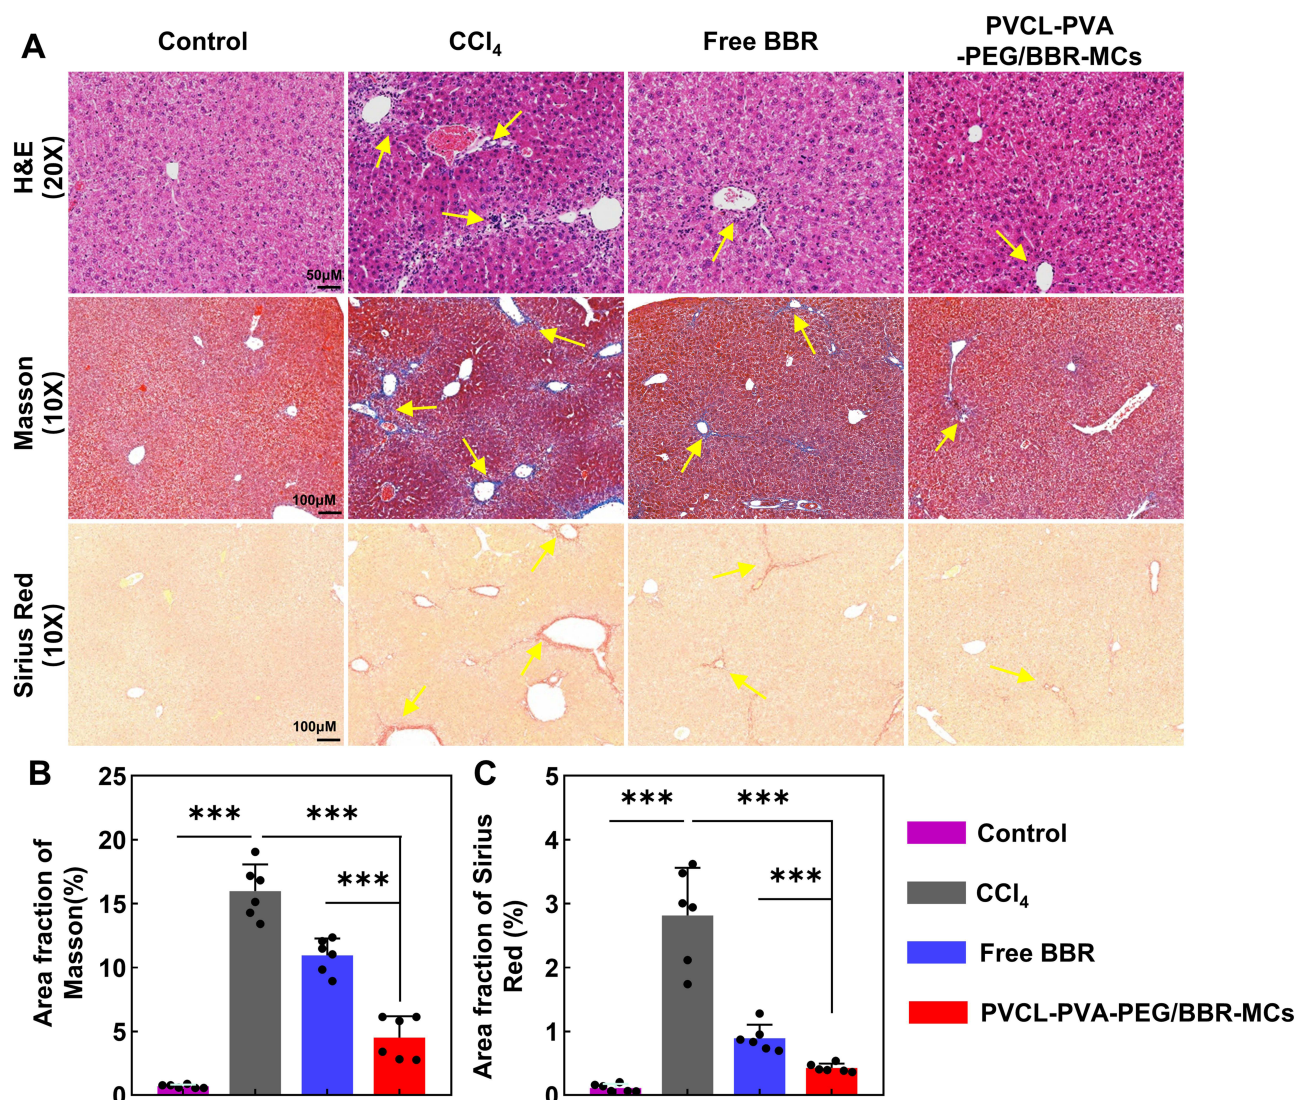 A
Control
CCl₄
Free BBR
PVCL-PVA
-PEG/BBR-MCs
H&E
(20X)
50μM
Masson
(10X)
100μM
Sirius Red
(10X)
100μM
B
Area fraction of
Masson(%)
25
20
15
10
5
0
***
***
***
C
Area fraction of Sirius
Red (%)
5
4
3
2
1
0
***
***
***
Control
CCl₄
Free BBR
PVCL-PVA-PEG/BBR-MCs